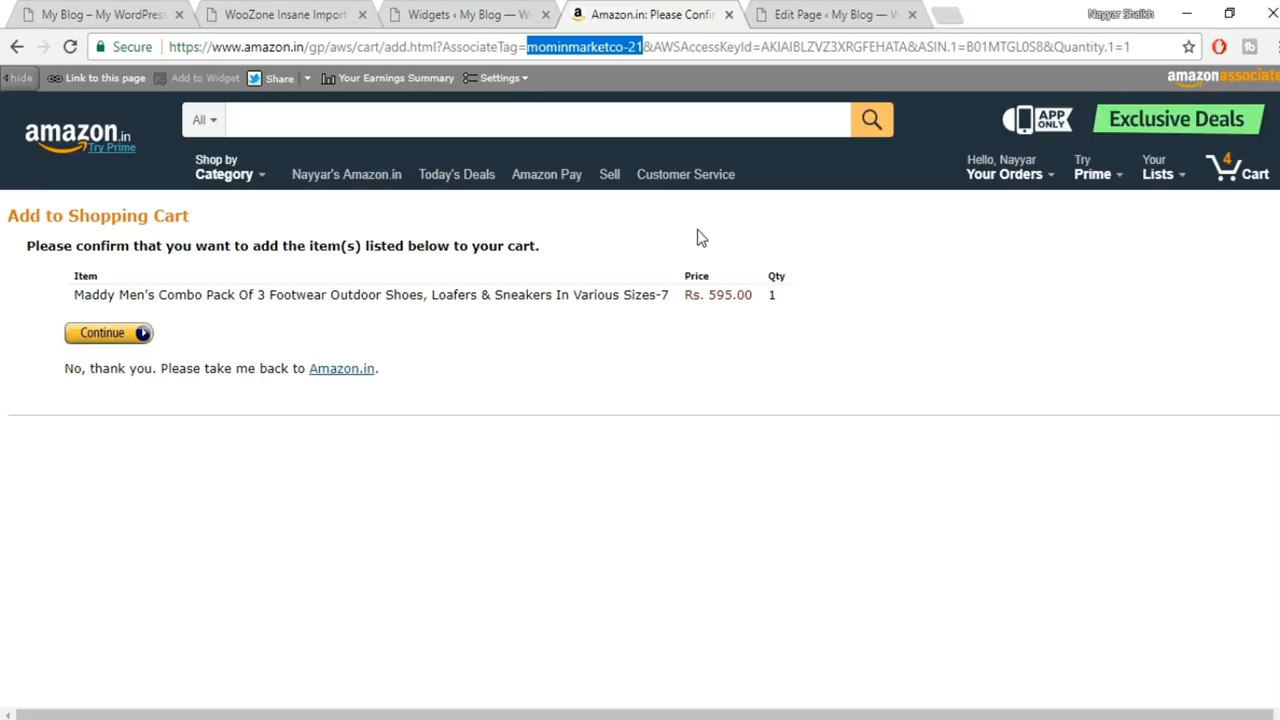 My Blog – My WordPress
WooZone Insane Import
Widgets ‹ My Blog — Wo
Amazon.in: Please Confir
Edit Page ‹ My Blog — W
Nayyar Shaikh
Secure
https://www.amazon.in/gp/aws/cart/add.html?AssociateTag=mominmarketco-21&AWSAccessKeyId=AKIAIBLZVZ3XRGFEHATA&ASIN.1=B01MTGL0S8&Quantity.1=1
hide
Link to this page
Add to Widget
Share
Your Earnings Summary
Settings
amazonassociate
amazon.in
Try Prime
All
APP ONLY
Exclusive Deals
Shop by
Category
Nayyar's Amazon.in
Today's Deals
Amazon Pay
Sell
Customer Service
Hello, Nayyar
Your Orders
Try
Prime
Your
Lists
4
Cart
Add to Shopping Cart
Please confirm that you want to add the item(s) listed below to your cart.
Item Price Qty
Maddy Men's Combo Pack Of 3 Footwear Outdoor Shoes, Loafers & Sneakers In Various Sizes-7 Rs. 595.00 1
Continue
No, thank you. Please take me back to Amazon.in.